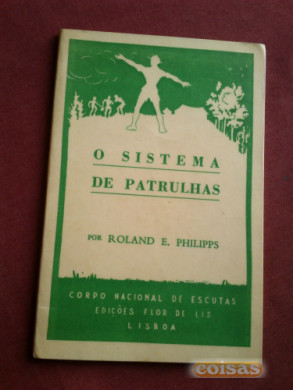 O SISTEMA
DE PATRULHAS
POR ROLAND E. PHILIPPS
CORPO NACIONAL DE ESCUTAS
EDIÇÕES FLOR DE LIS
LISBOA
coisas